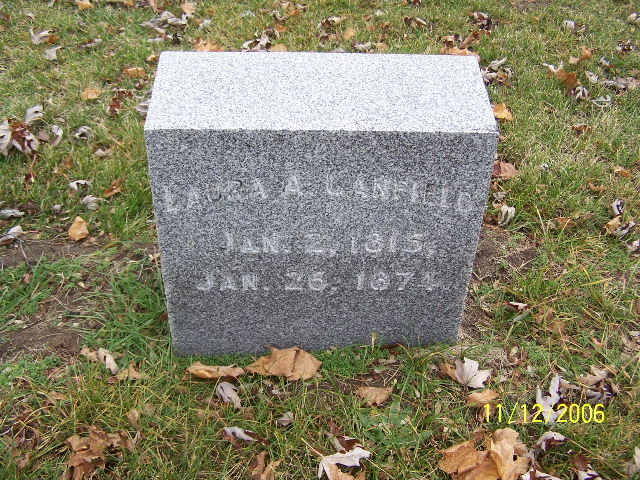 LAURA A. CANFIELD
JAN. 2, 1815,
JAN. 26, 1874.
11/12/2006